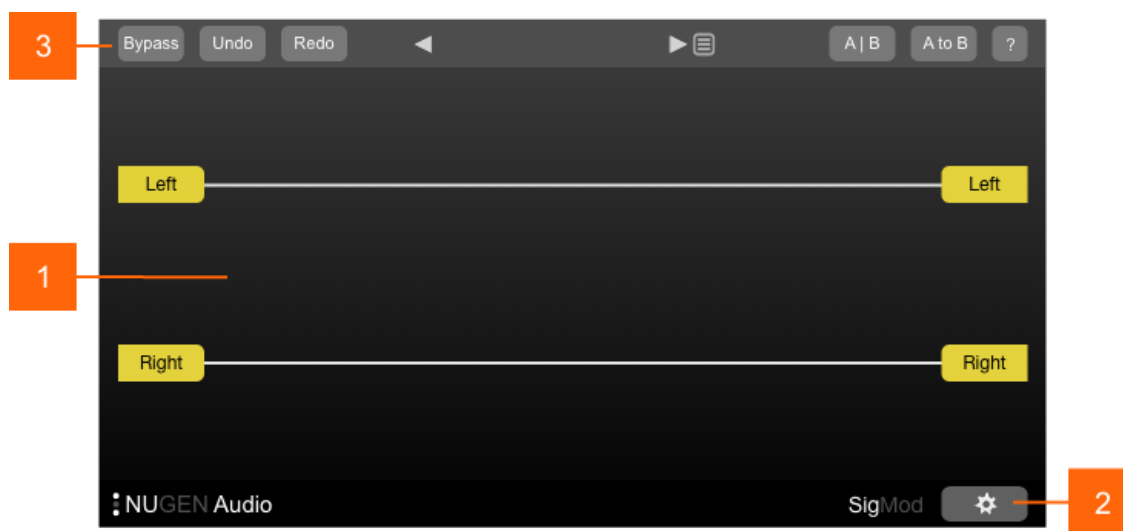 3
Bypass Undo Redo A | B A to B ?
Left Left
1
Right Right
NUGEN Audio SigMod
2